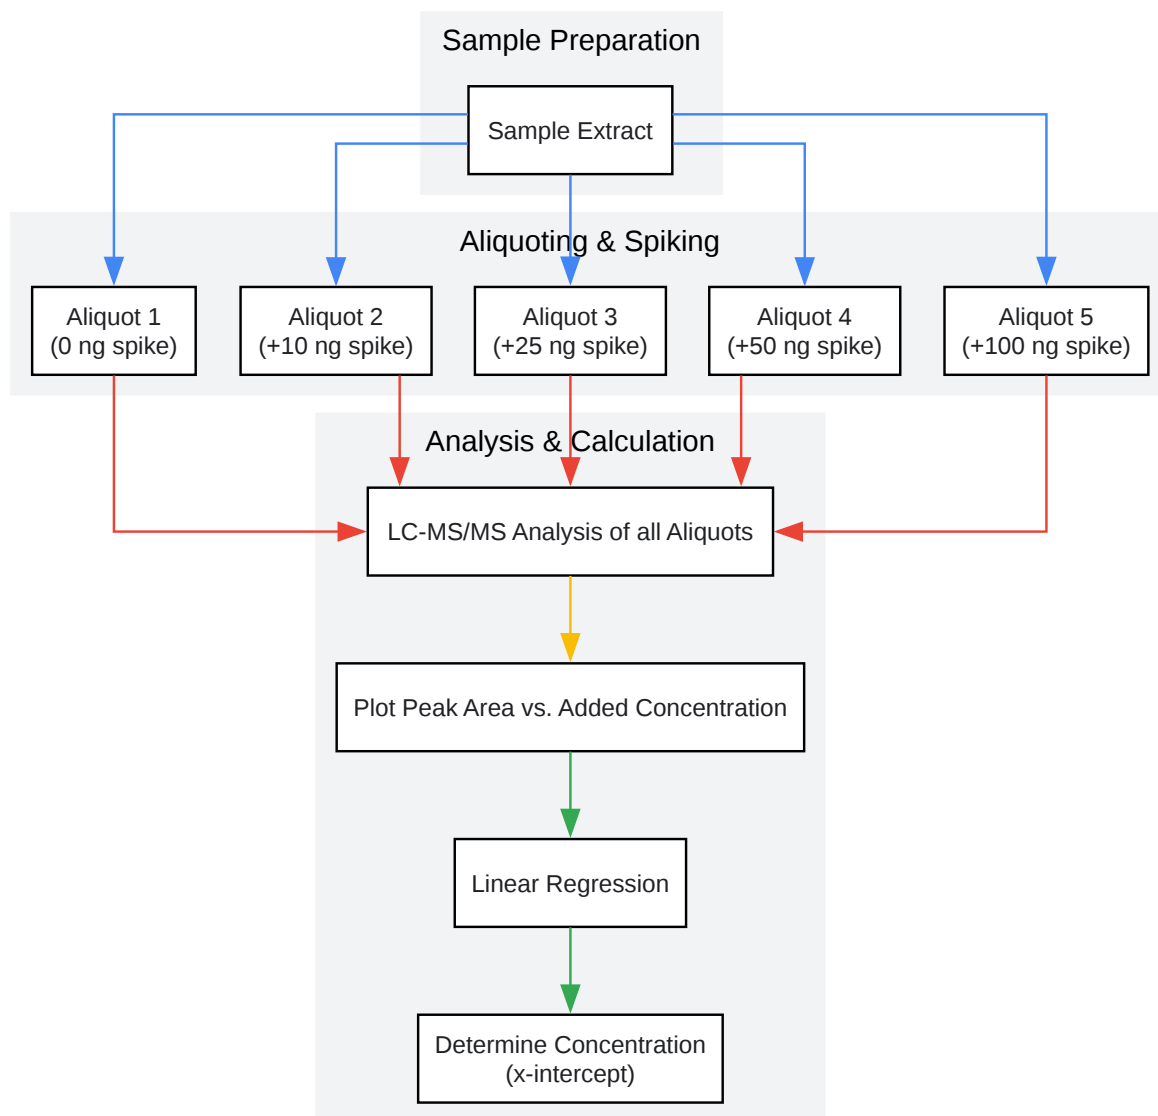 Sample Preparation
Sample Extract
Aliquoting & Spiking
Aliquot 1
(0 ng spike)
Aliquot 2
(+10 ng spike)
Aliquot 3
(+25 ng spike)
Aliquot 4
(+50 ng spike)
Aliquot 5
(+100 ng spike)
Analysis & Calculation
LC-MS/MS Analysis of all Aliquots
Plot Peak Area vs. Added Concentration
Linear Regression
Determine Concentration
(x-intercept)